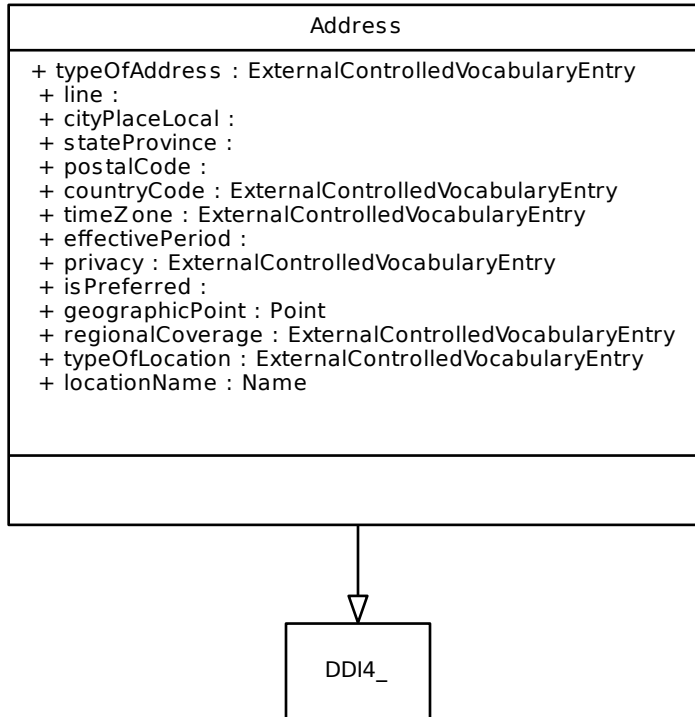 Address
+ typeOfAddress : ExternalControlledVocabularyEntry
+ line :
+ cityPlaceLocal :
+ stateProvince :
+ postalCode :
+ countryCode : ExternalControlledVocabularyEntry
+ timeZone : ExternalControlledVocabularyEntry
+ effectivePeriod :
+ privacy : ExternalControlledVocabularyEntry
+ isPreferred :
+ geographicPoint : Point
+ regionalCoverage : ExternalControlledVocabularyEntry
+ typeOfLocation : ExternalControlledVocabularyEntry
+ locationName : Name
DDI4_